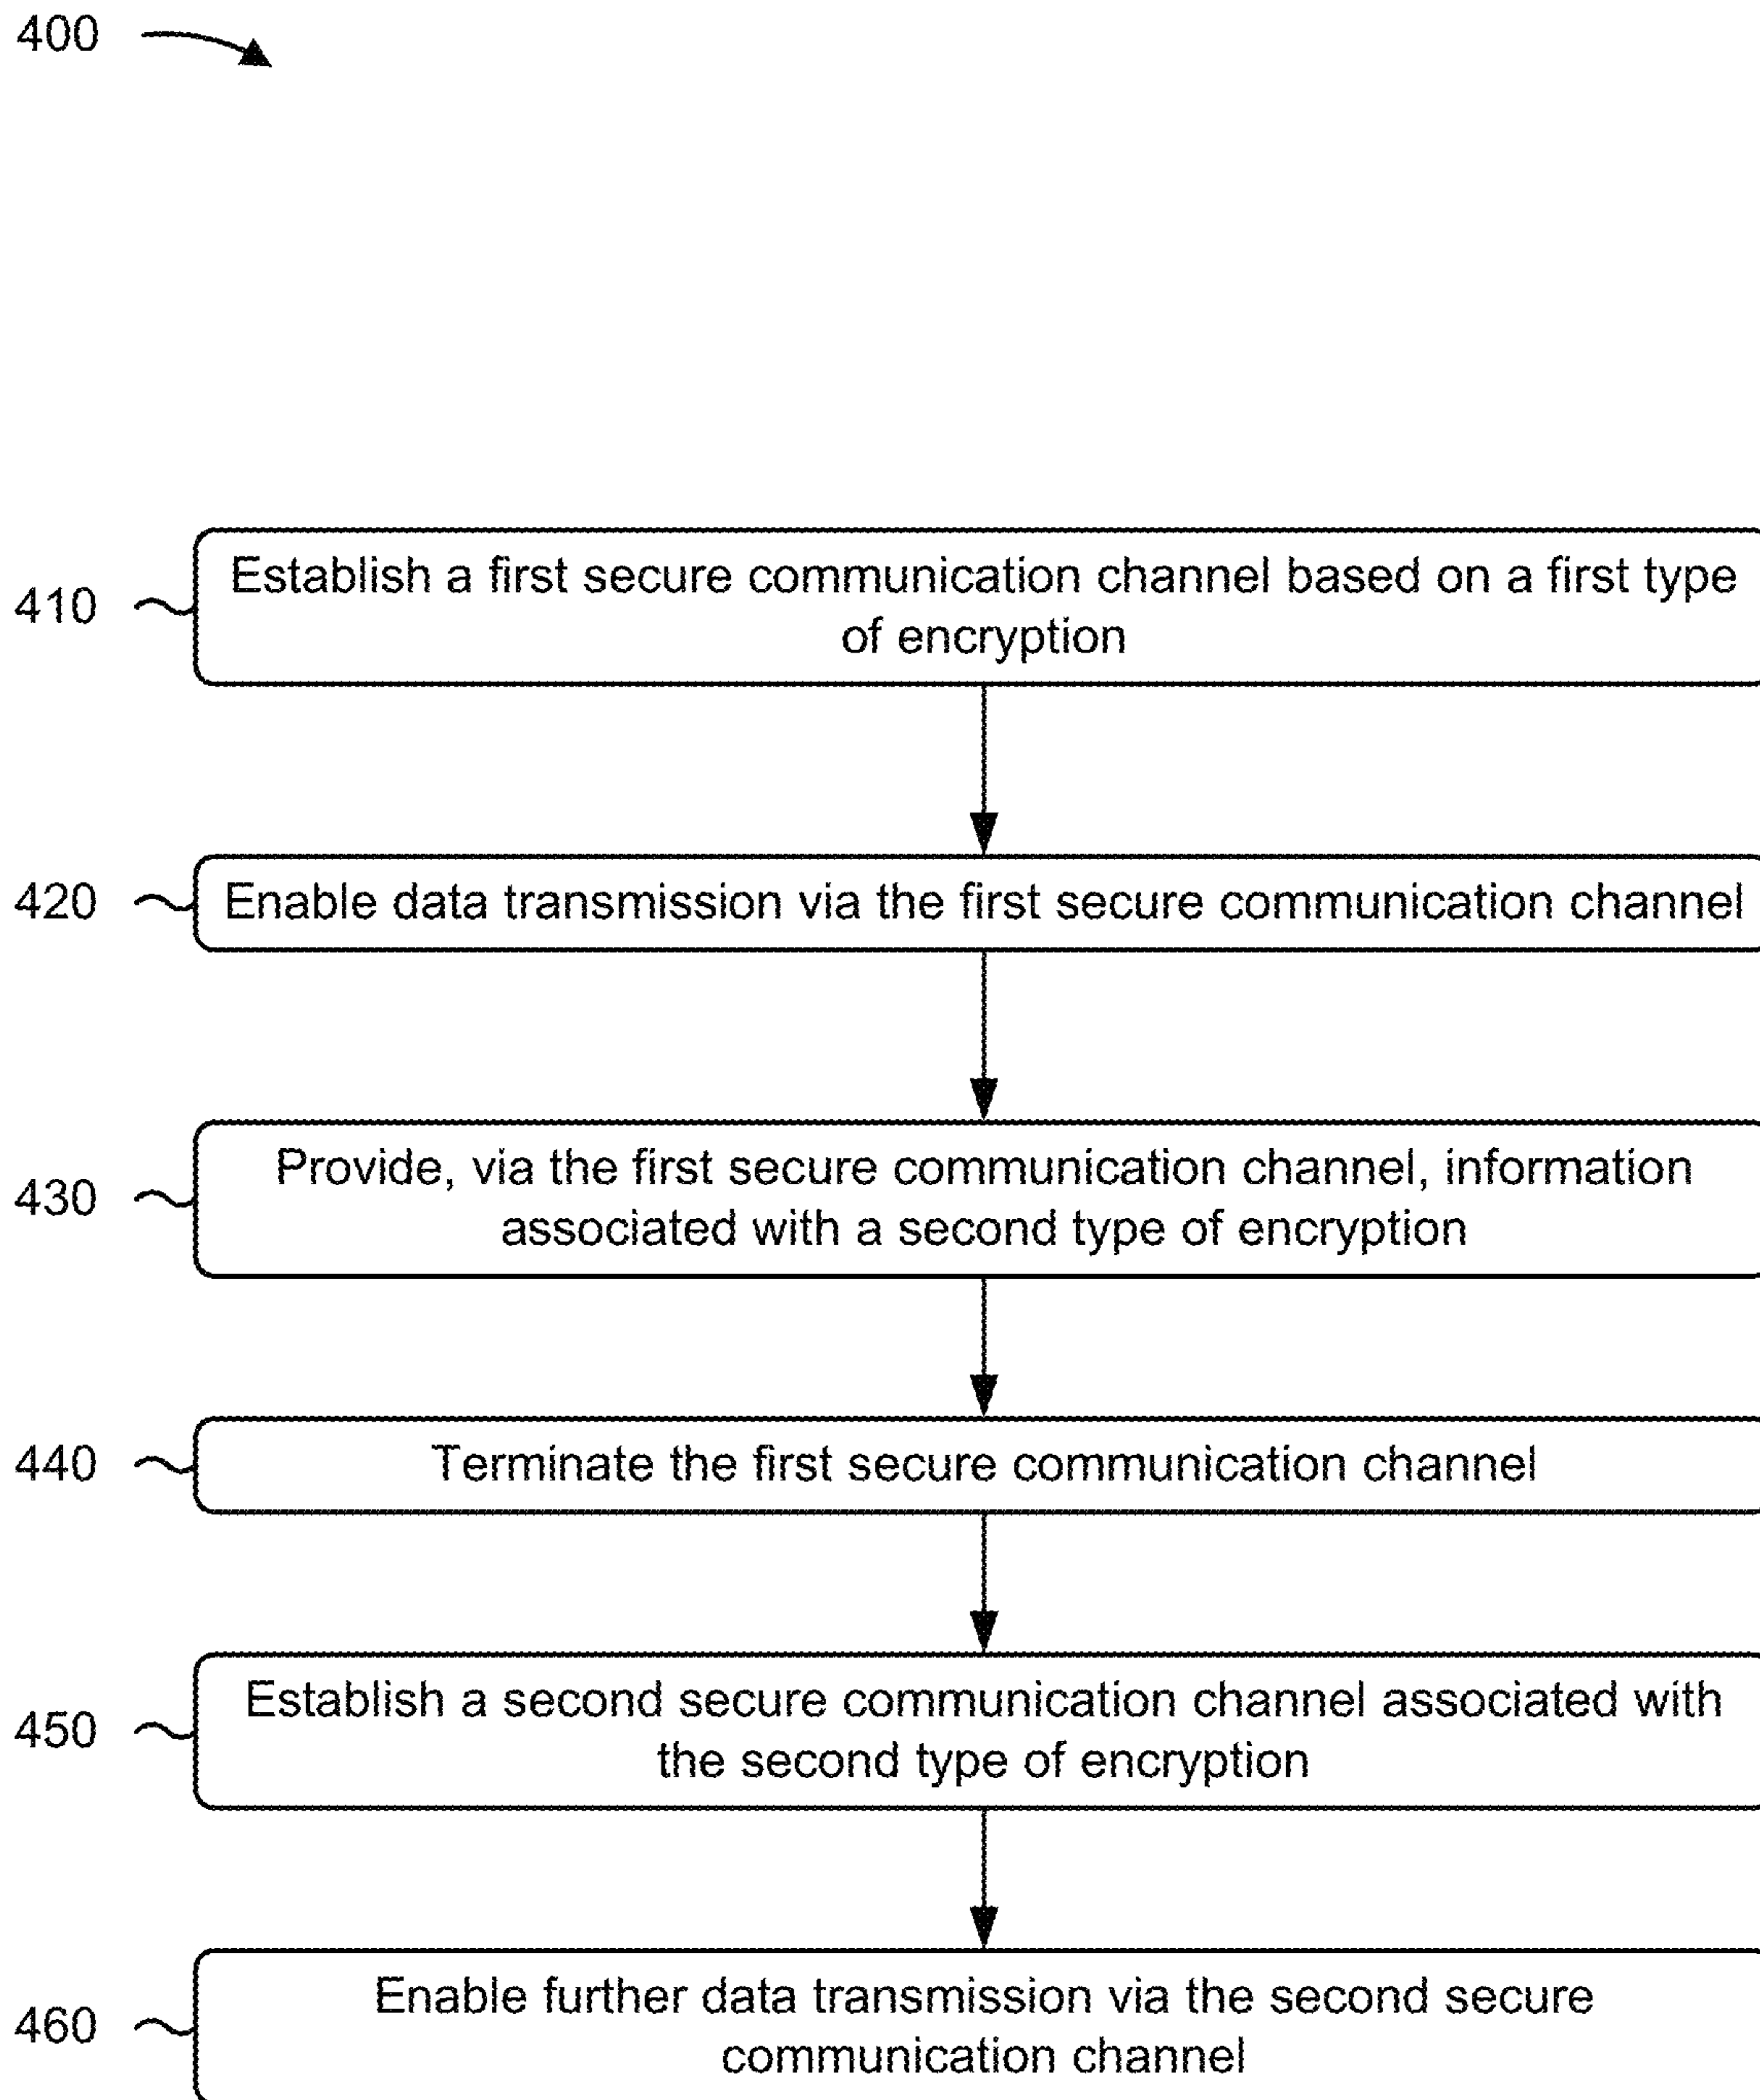 400
410
Establish a first secure communication channel based on a first type
of encryption
420
Enable data transmission via the first secure communication channel
430
Provide, via the first secure communication channel, information
associated with a second type of encryption
440
Terminate the first secure communication channel
450
Establish a second secure communication channel associated with
the second type of encryption
460
Enable further data transmission via the second secure
communication channel